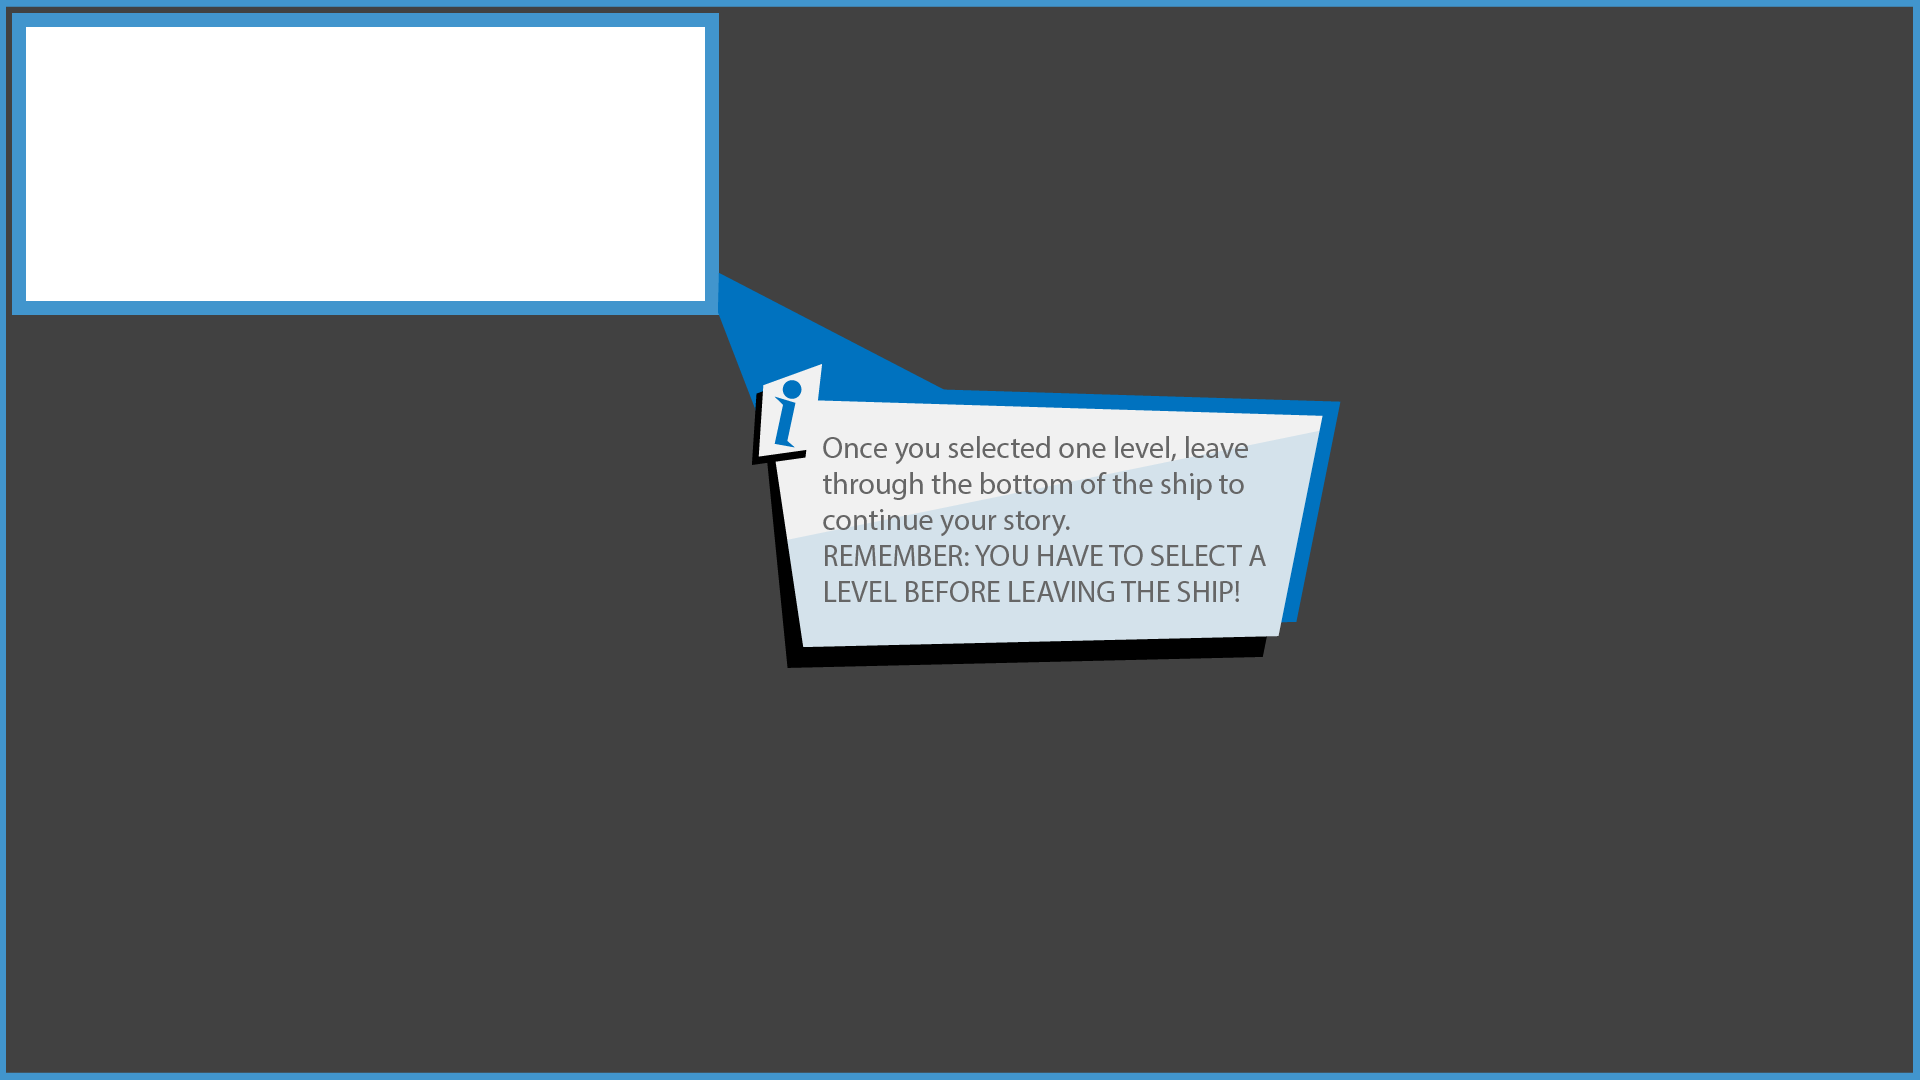 Once you selected one level, leave
through the bottom of the ship to
continue your story.
REMEMBER: YOU HAVE TO SELECT A
LEVEL BEFORE LEAVING THE SHIP!